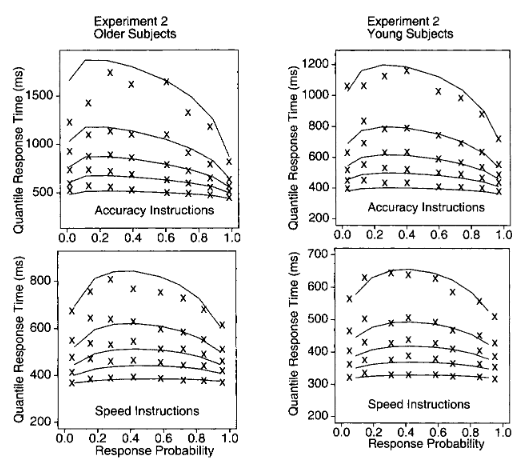 Experiment 2
Older Subjects
Experiment 2
Young Subjects
Quantile Response Time (ms)
1500
1000
500
Accuracy Instructions
0.0 0.2 0.4 0.6 0.8 1.0
Quantile Response Time (ms)
1200
1000
800
600
400
200
Accuracy Instructions
0.0 0.2 0.4 0.6 0.8 1.0
Quantile Response Time (ms)
800
600
400
200
Speed Instructions
0.0 0.2 0.4 0.6 0.8 1.0
Response Probability
Quantile Response Time (ms)
700
600
500
400
300
200
Speed Instructions
0.0 0.2 0.4 0.6 0.8 1.0
Response Probability